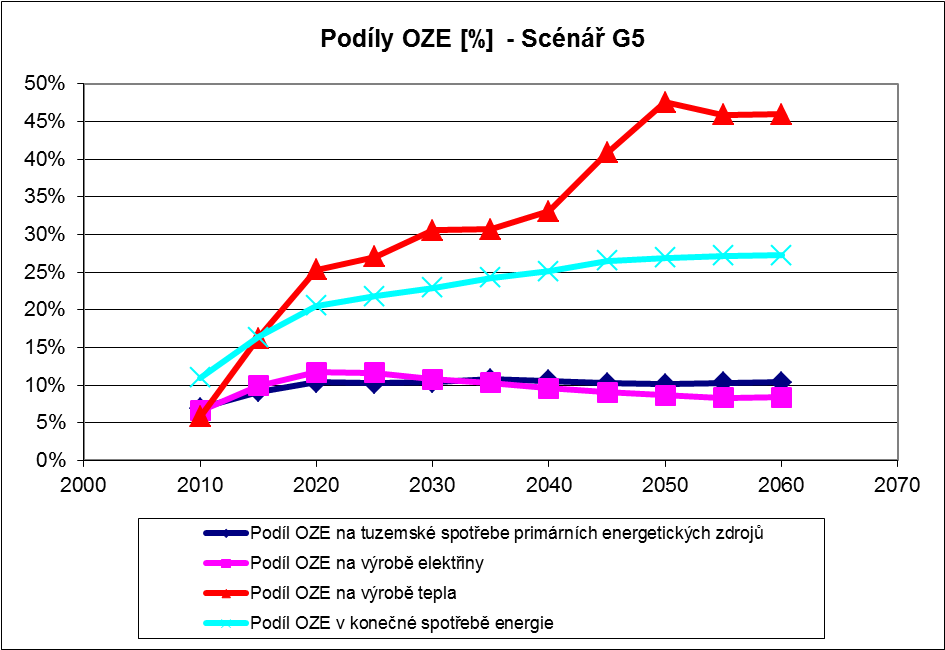 Podíly OZE [%]  - Scénář G5
50%
45%
40%
35%
30%
25%
20%
15%
10%
5%
0%
2000 2010 2020 2030 2040 2050 2060 2070
Podíl OZE na tuzemské spotřebe primárních energetických zdrojů
Podíl OZE na výrobě elektřiny
Podíl OZE na výrobě tepla
Podíl OZE v konečné spotřebě energie